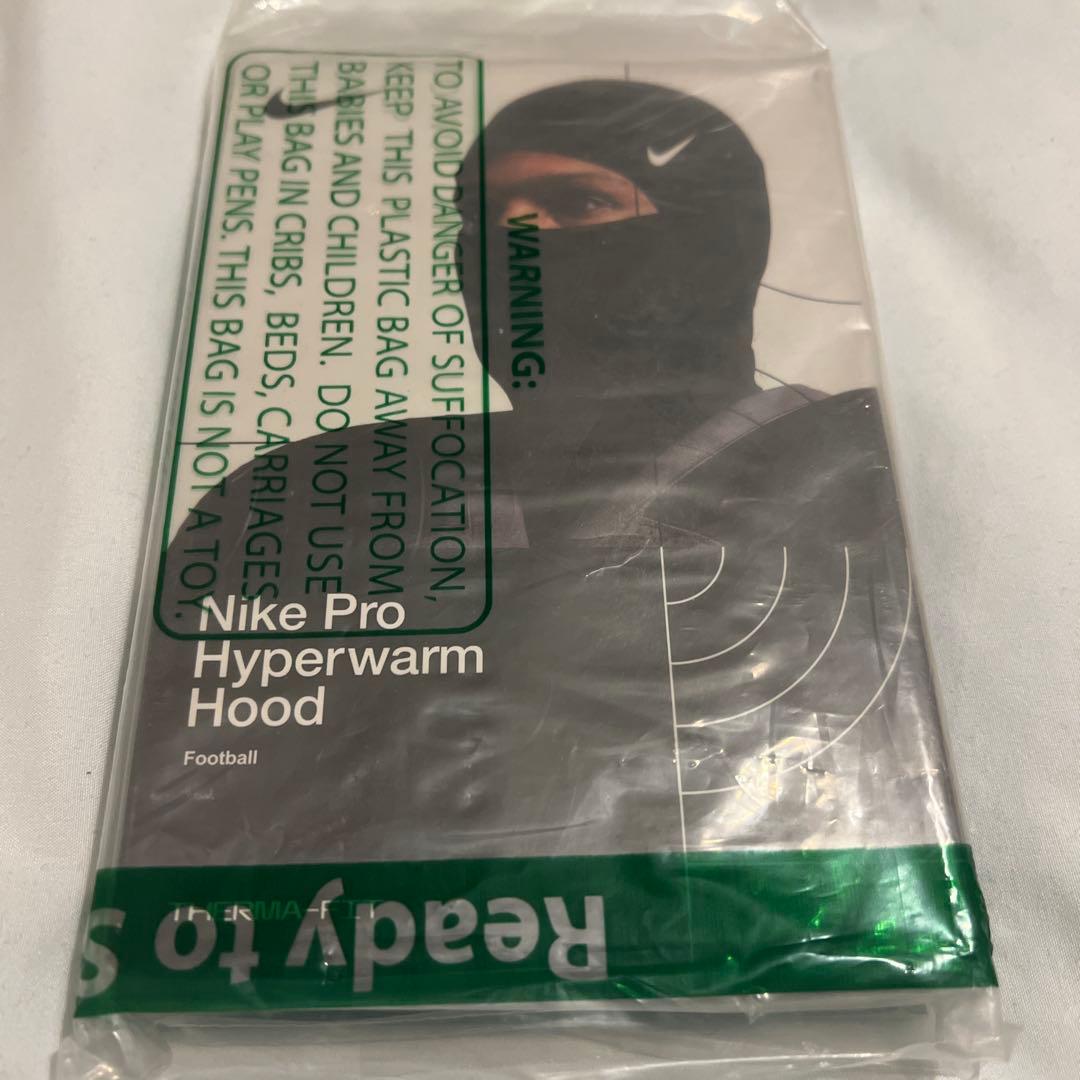 WARNING:
TO AVOID DANGER OF SUFFOCATION,
KEEP THIS PLASTIC BAG AWAY FROM
BABIES AND CHILDREN. DO NOT USE
THIS BAG IN CRIBS, BEDS, CARRIAGES
OR PLAY PENS. THIS BAG IS NOT A TOY.
Nike Pro
Hyperwarm
Hood
Football
THERMA-FIT
Ready to S